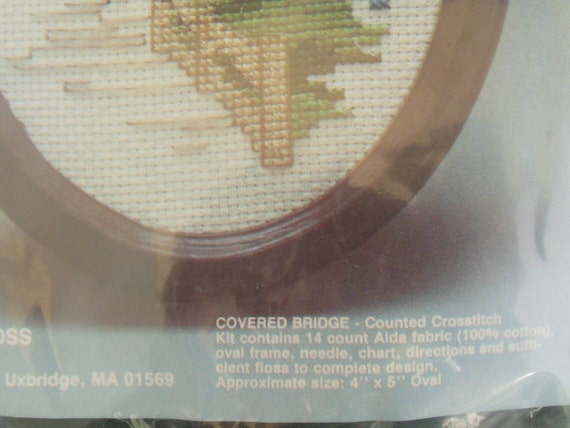 OSS
Uxbridge, MA 01569
COVERED BRIDGE - Counted Crosstitch
Kit contains 14 count Aida fabric (100% cotton),
oval frame, needle, chart, directions and suffi-
cient floss to complete design.
Approximate size: 4'' x 5'' Oval